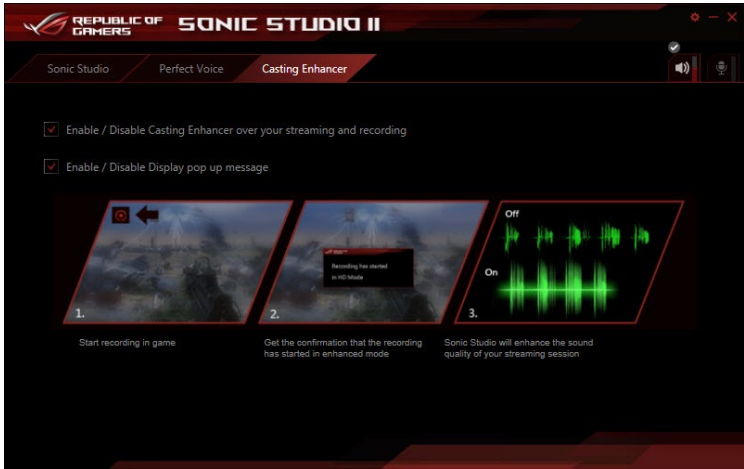 REPUBLIC OF
GAMERS
SONIC STUDIO II
Sonic Studio
Perfect Voice
Casting Enhancer
Enable / Disable Casting Enhancer over your streaming and recording
Enable / Disable Display pop up message
1.
Recording has started
in HD Mode
2.
Off
On
3.
Start recording in game
Get the confirmation that the recording
has started in enhanced mode
Sonic Studio will enhance the sound
quality of your streaming session